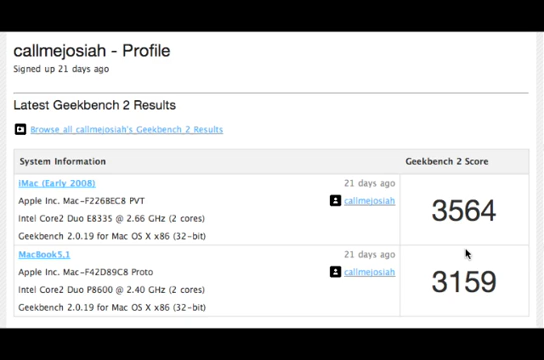 callmejosiah - Profile
Signed up 21 days ago
Latest Geekbench 2 Results
Browse all callmejosiah's Geekbench 2 Results
System Information Geekbench 2 Score
iMac (Early 2008) 21 days ago
Apple Inc. Mac-F226BEC8 PVT callmejosiah
Intel Core2 Duo E8335 @ 2.66 GHz (2 cores)
3564
Geekbench 2.0.19 for Mac OS X x86 (32-bit)
MacBook5,1 21 days ago
Apple Inc. Mac-F42D89C8 Proto callmejosiah
Intel Core2 Duo P8600 @ 2.40 GHz (2 cores)
3159
Geekbench 2.0.19 for Mac OS X x86 (32-bit)